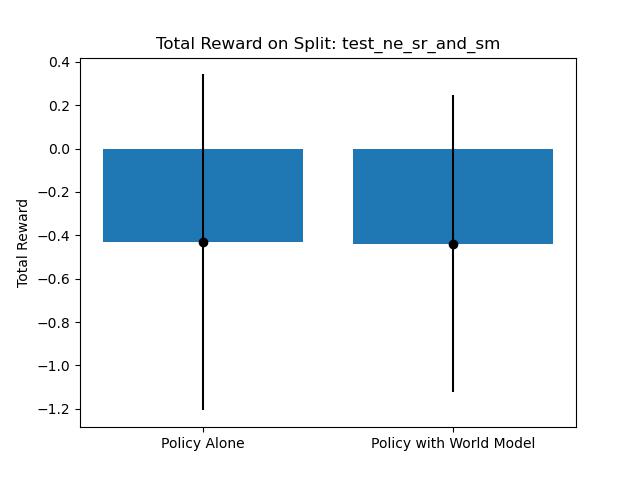 Total Reward on Split: test_ne_sr_and_sm
0.4
0.2
0.0
−0.2
−0.4
−0.6
−0.8
−1.0
−1.2
Total Reward
Policy Alone
Policy with World Model